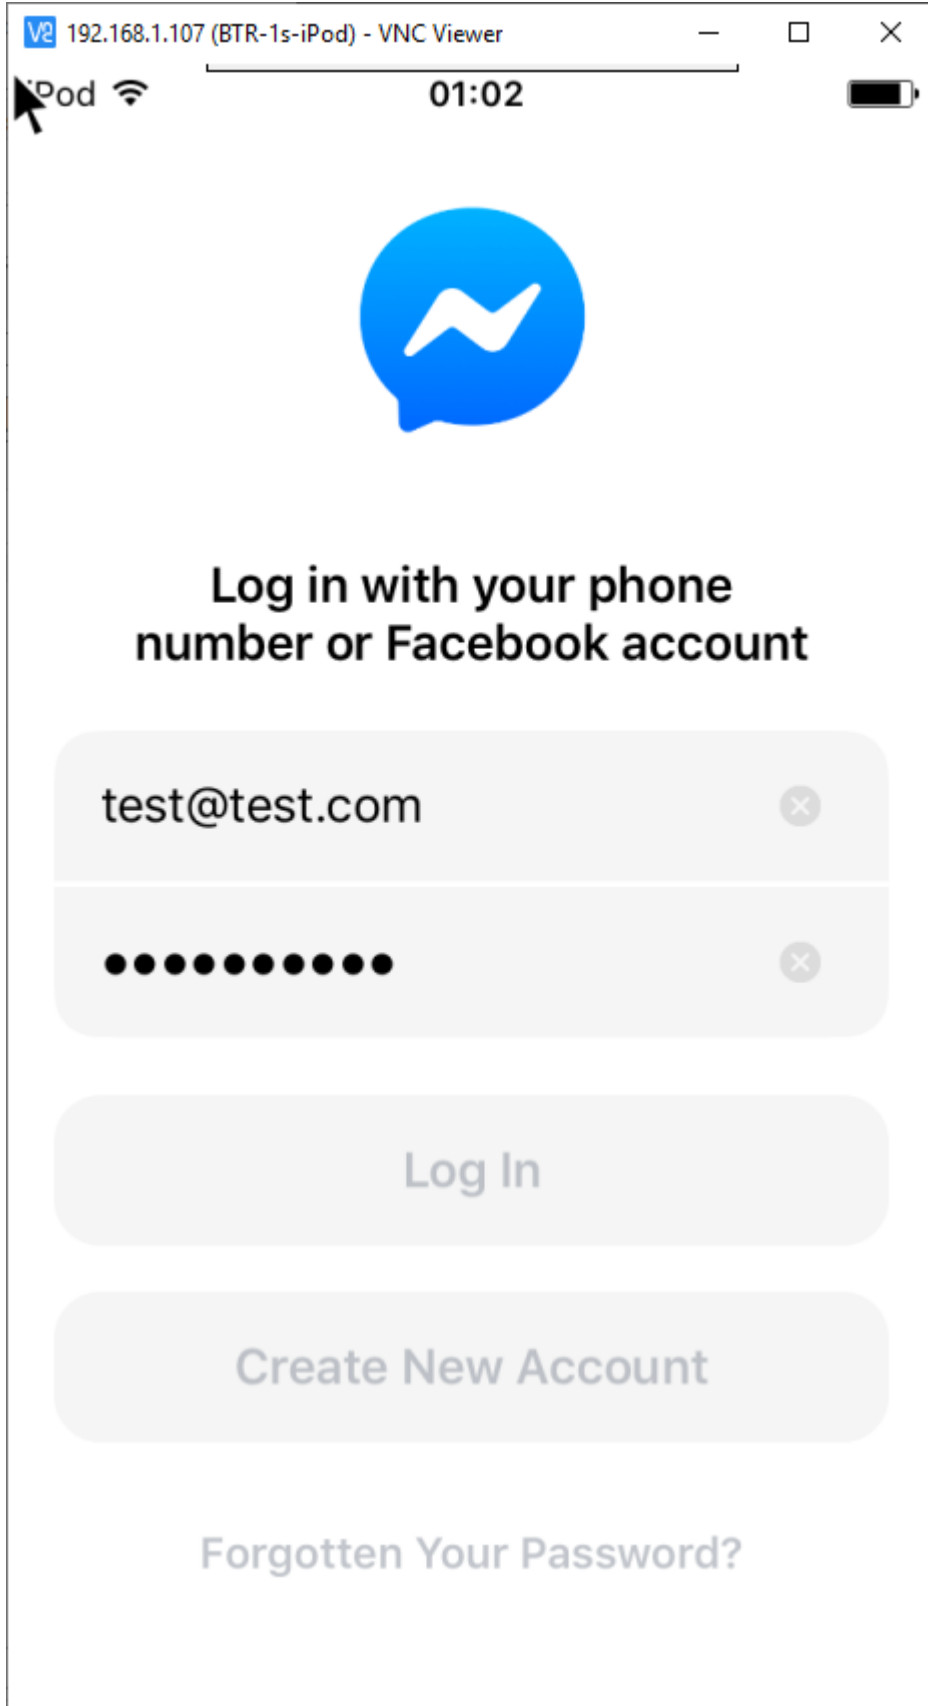 192.168.1.107 (BTR-1s-iPod) - VNC Viewer
iPod 01:02
Log in with your phone
number or Facebook account
test@test.com
●●●●●●●●●●
Log In
Create New Account
Forgotten Your Password?